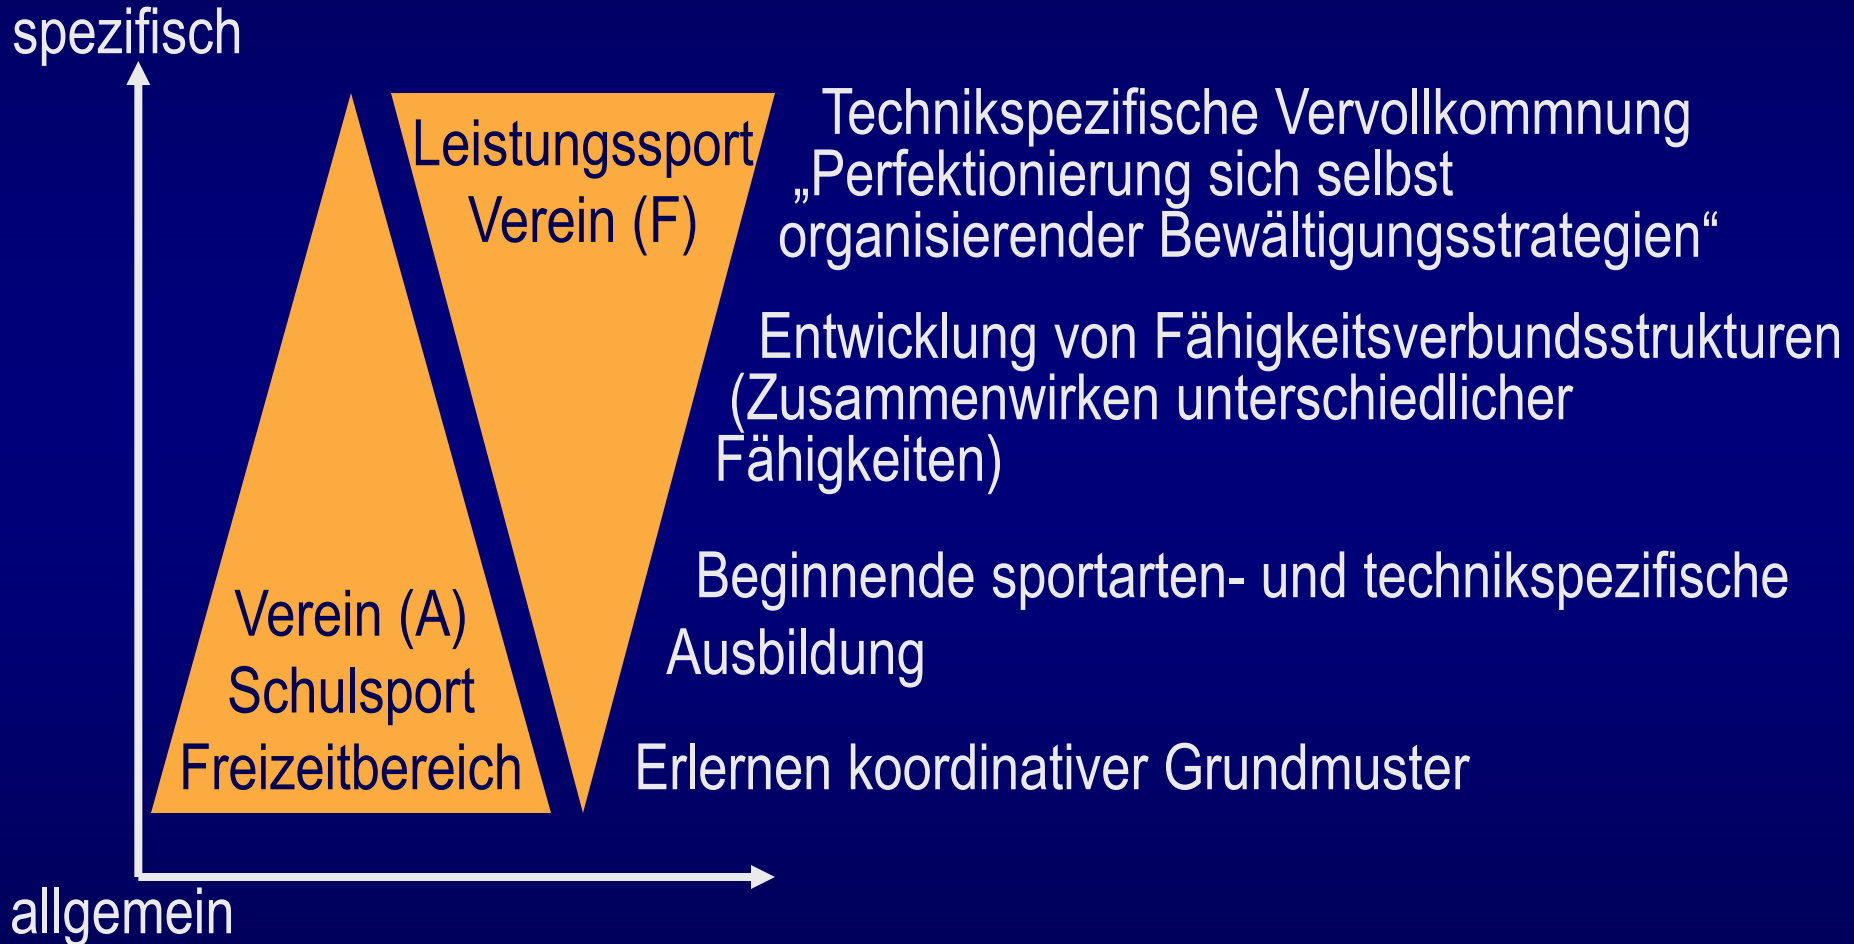 spezifisch
Leistungssport
Verein (F)
Technikspezifische Vervollkommnung
„Perfektionierung sich selbst
organisierender Bewältigungsstrategien“
Entwicklung von Fähigkeitsverbundsstrukturen
(Zusammenwirken unterschiedlicher
Fähigkeiten)
Beginnende sportarten- und technikspezifische
Ausbildung
Verein (A)
Schulsport
Freizeitbereich
Erlernen koordinativer Grundmuster
allgemein